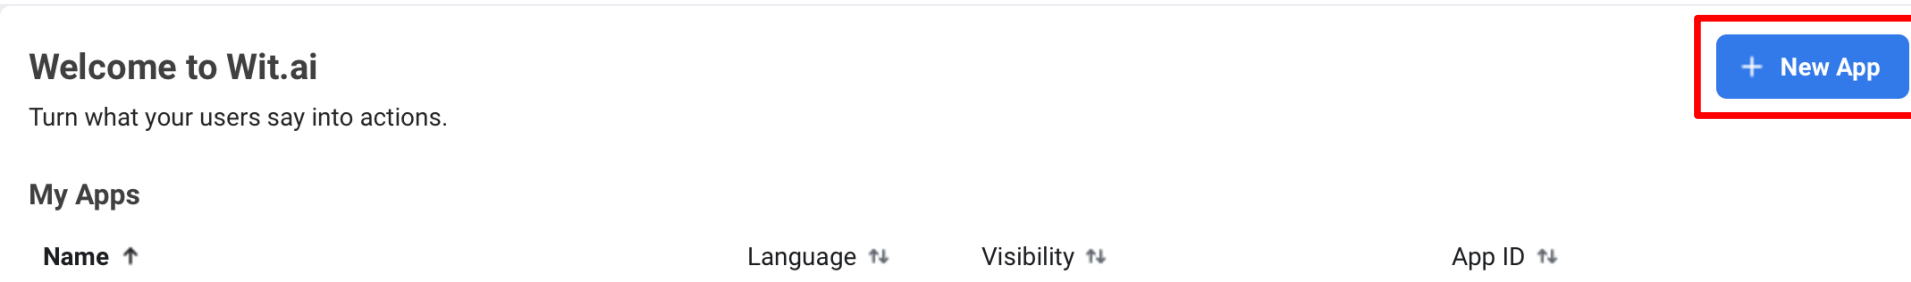 Welcome to Wit.ai
+ New App
Turn what your users say into actions.
My Apps
Name ↑ Language ↑↓ Visibility ↑↓ App ID ↑↓